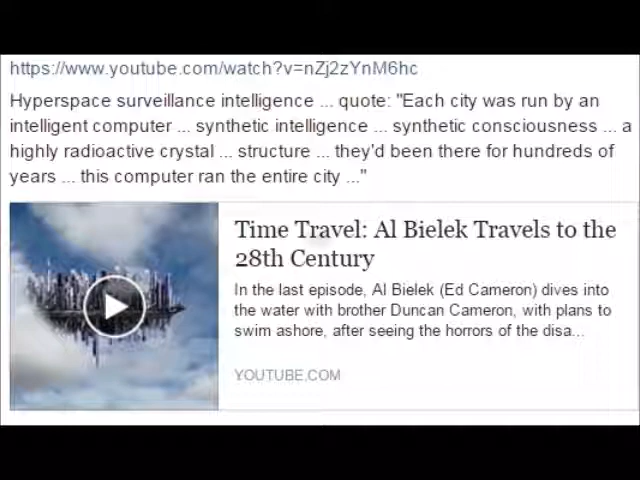 https://www.youtube.com/watch?v=nZj2zYnM6hc
Hyperspace surveillance intelligence ... quote: "Each city was run by an
intelligent computer ... synthetic intelligence ... synthetic consciousness ... a
highly radioactive crystal ... structure ... they'd been there for hundreds of
years ... this computer ran the entire city ..."
Time Travel: Al Bielek Travels to the
28th Century
In the last episode, Al Bielek (Ed Cameron) dives into
the water with brother Duncan Cameron, with plans to
swim ashore, after seeing the horrors of the disa...
YOUTUBE.COM